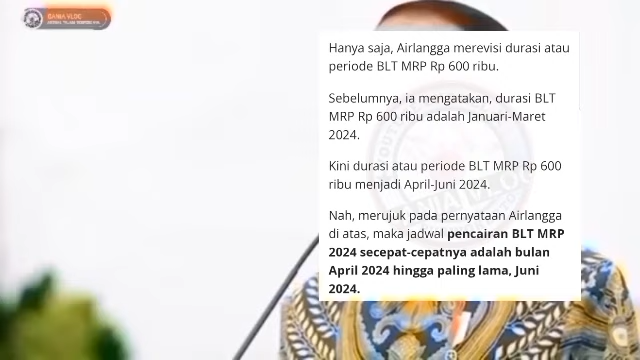 DANIA VLOG
Hanya saja, Airlangga merevisi durasi atau
periode BLT MRP Rp 600 ribu.
Sebelumnya, ia mengatakan, durasi BLT
MRP Rp 600 ribu adalah Januari-Maret
2024.
Kini durasi atau periode BLT MRP Rp 600
ribu menjadi April-Juni 2024.
Nah, merujuk pada pernyataan Airlangga
di atas, maka jadwal pencairan BLT MRP
2024 secepat-cepatnya adalah bulan
April 2024 hingga paling lama, Juni
2024.